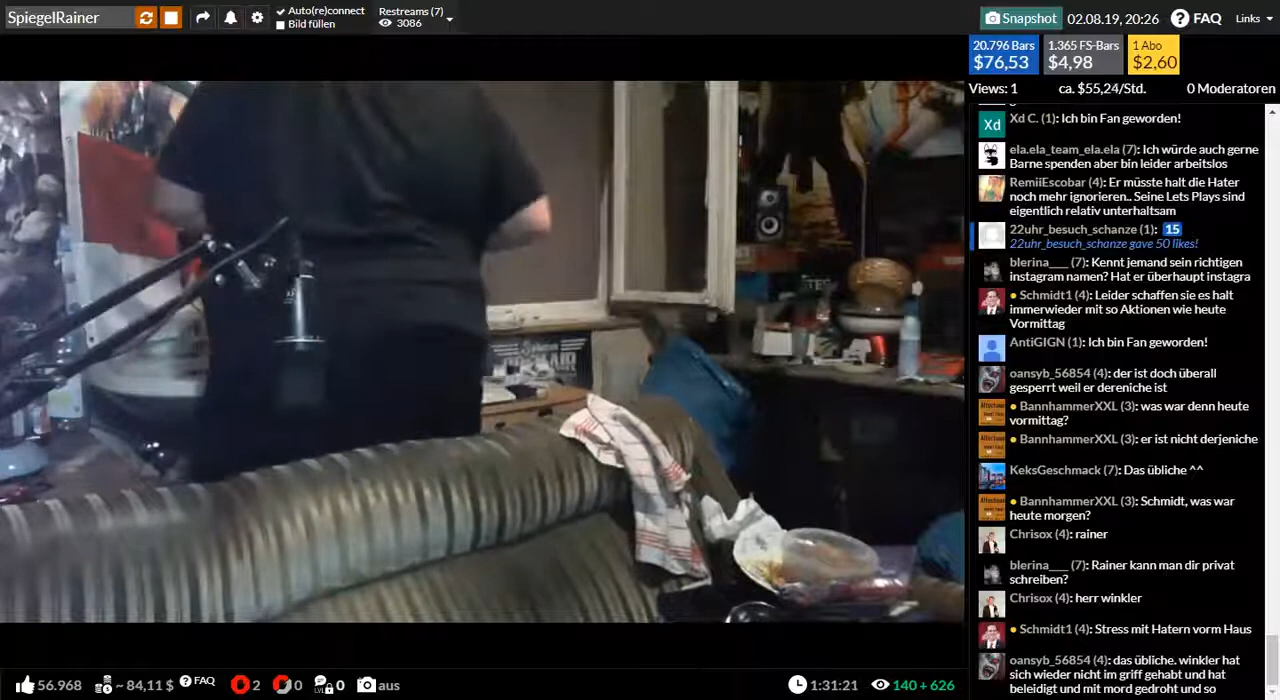 SpiegelRainer
Auto(re)connect
Bild füllen
Restreams (7)
3086
Snapshot
02.08.19, 20:26
FAQ
Links
20.796 Bars
$76,53
1.365 FS-Bars
$4,98
1 Abo
$2,60
Views: 1
ca. $55,24/Std.
0 Moderatoren
Xd
Xd C. (1): Ich bin Fan geworden!
ela.ela_team_ela.ela (7): Ich würde auch gerne
Barne spenden aber bin leider arbeitslos
RemiiEscobar (4): Er müsste halt die Hater
noch mehr ignorieren.. Seine Lets Plays sind
eigentlich relativ unterhaltsam
22uhr_besuch_schanze (1): 15
22uhr_besuch_schanze gave 50 likes!
blerina___ (7): Kennt jemand sein richtigen
instagram namen? Hat er überhaupt instagra
Schmidt1 (4): Leider schaffen sie es halt
immerwieder mit so Aktionen wie heute
Vormittag
AntiGIGN (1): Ich bin Fan geworden!
oansyb_56854 (4): der ist doch überall
gesperrt weil er dereniche ist
BannhammerXXL (3): was war denn heute
vormittag?
BannhammerXXL (3): er ist nicht derjeniche
KeksGeschmack (7): Das übliche ^^
BannhammerXXL (3): Schmidt, was war
heute morgen?
Chrisox (4): rainer
blerina___ (7): Rainer kann man dir privat
schreiben?
Chrisox (4): herr winkler
Schmidt1 (4): Stress mit Hatern vorm Haus
oansyb_56854 (4): das übliche. winkler hat
sich wieder nicht im griff gehabt und hat
beleidigt und mit mord gedroht und so
56.968
~ 84,11 $
FAQ
2
0
LVL
0
aus
1:31:21
140 + 626